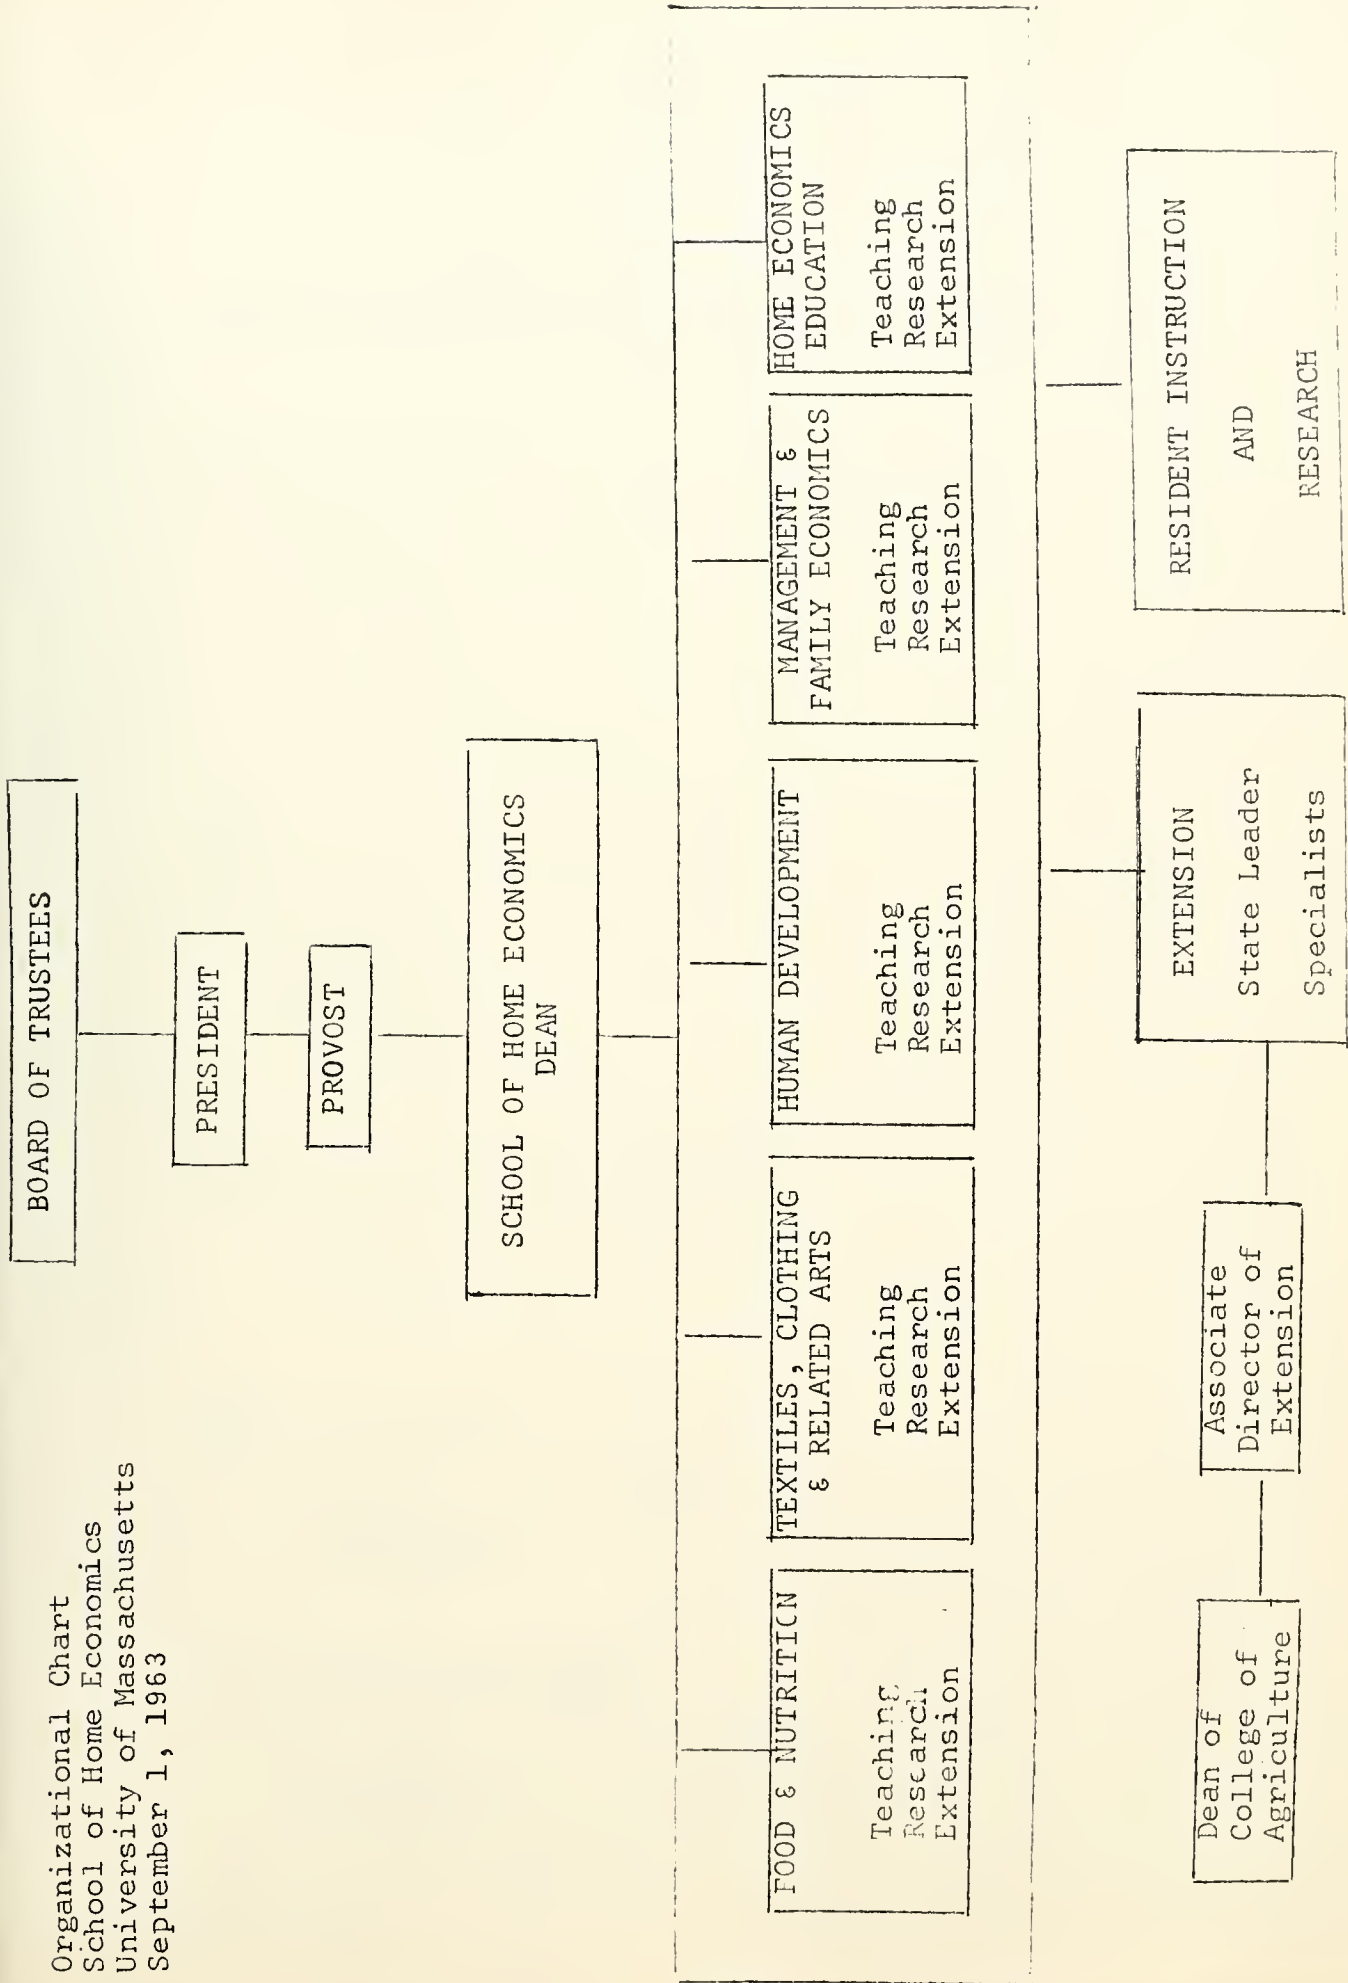 Organizational Chart
School of Home Economics
University of Massachusetts
September 1, 1963
BOARD OF TRUSTEES
PRESIDENT
PROVOST
SCHOOL OF HOME ECONOMICS
DEAN
FOOD & NUTRITION
Teaching
Research
Extension
TEXTILES, CLOTHING
& RELATED ARTS
Teaching
Research
Extension
HUMAN DEVELOPMENT
Teaching
Research
Extension
MANAGEMENT &
FAMILY ECONOMICS
Teaching
Research
Extension
HOME ECONOMICS
EDUCATION
Teaching
Research
Extension
Dean of
College of
Agriculture
Associate
Director of
Extension
EXTENSION
State Leader
Specialists
RESIDENT INSTRUCTION
AND
RESEARCH